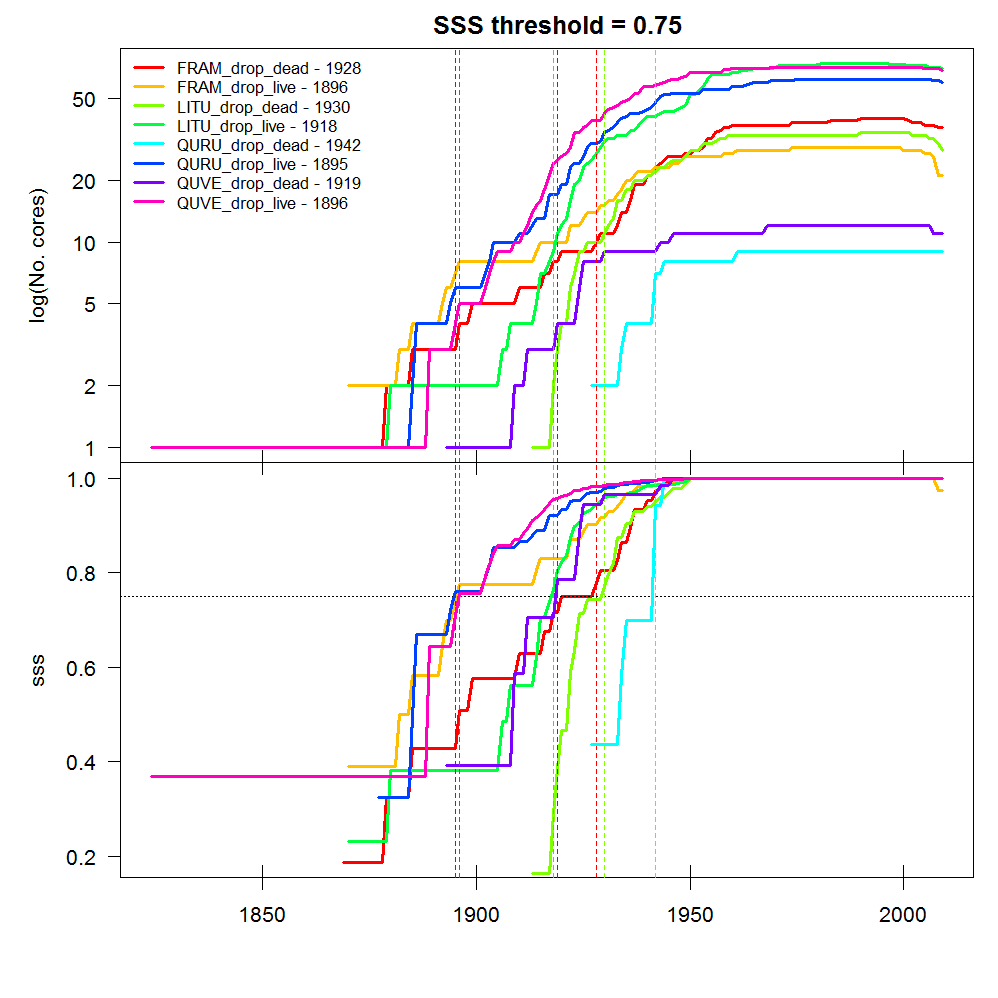 SSS threshold = 0.75
FRAM_drop_dead - 1928
FRAM_drop_live - 1896
LITU_drop_dead - 1930
LITU_drop_live - 1918
QURU_drop_dead - 1942
QURU_drop_live - 1895
QUVE_drop_dead - 1919
QUVE_drop_live - 1896
log(No. cores)
50
20
10
5
2
1
sss
1.0
0.8
0.6
0.4
0.2
1850 1900 1950 2000